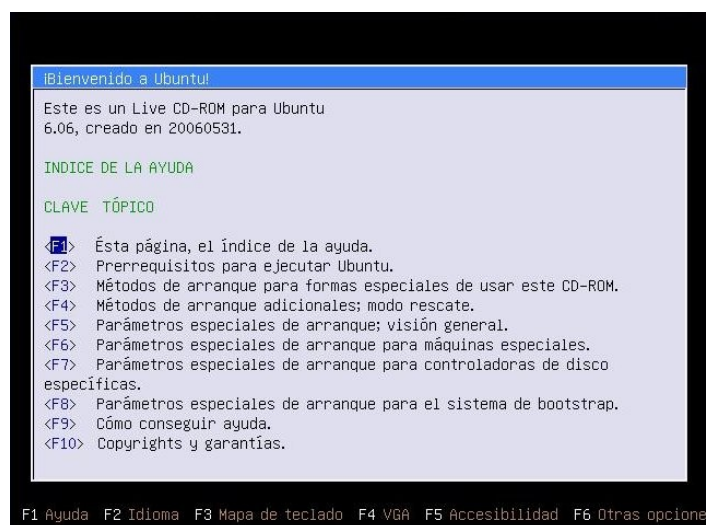 ¡Bienvenido a Ubuntu!
Este es un Live CD-ROM para Ubuntu
6.06, creado en 20060531.
INDICE DE LA AYUDA
CLAVE TÓPICO
<F1> Ésta página, el índice de la ayuda.
<F2> Prerrequisitos para ejecutar Ubuntu.
<F3> Métodos de arranque para formas especiales de usar este CD-ROM.
<F4> Métodos de arranque adicionales; modo rescate.
<F5> Parámetros especiales de arranque; visión general.
<F6> Parámetros especiales de arranque para máquinas especiales.
<F7> Parámetros especiales de arranque para controladoras de disco
específicas.
<F8> Parámetros especiales de arranque para el sistema de bootstrap.
<F9> Cómo conseguir ayuda.
<F10> Copyrights y garantías.
F1 Ayuda F2 Idioma F3 Mapa de teclado F4 VGA F5 Accesibilidad F6 Otras opcione